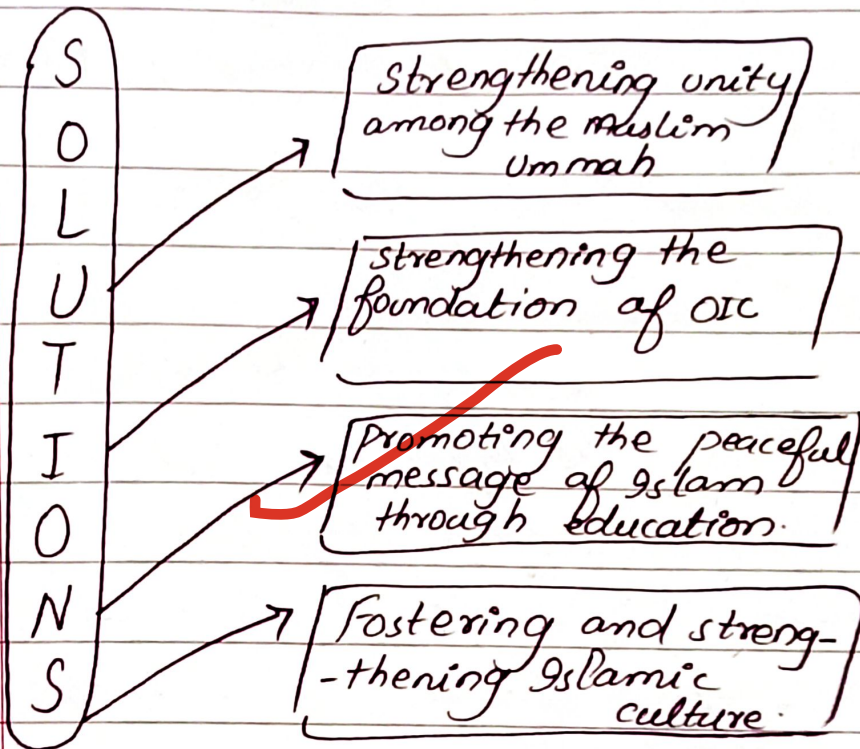 SOLUTIONS
Strengthening unity
among the Muslim
Ummah
strengthening the
foundation of OIC
Promoting the peaceful
message of Islam
through education.
Fostering and streng-
-thening Islamic
culture.